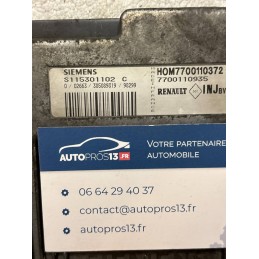 SIEMENS
S115301102 C
HOM7700110372
7700110935
RENAULT
INJ
AUTOPROS13.FR
VOTRE PARTENAIRE
AUTOMOBILE
06 64 29 40 37
contact@autopros13.fr
autopros13.fr